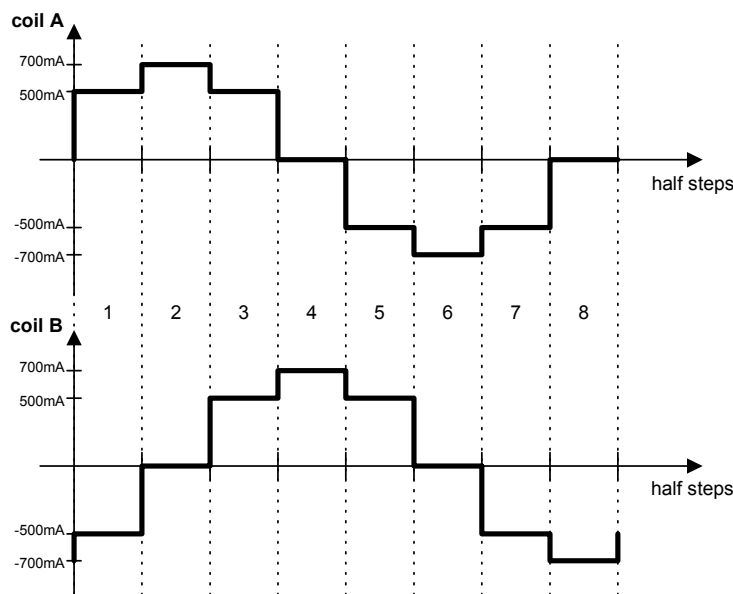 coil A
700mA
500mA
half steps
-500mA
-700mA
1 2 3 4 5 6 7 8
coil B
700mA
500mA
half steps
-500mA
-700mA